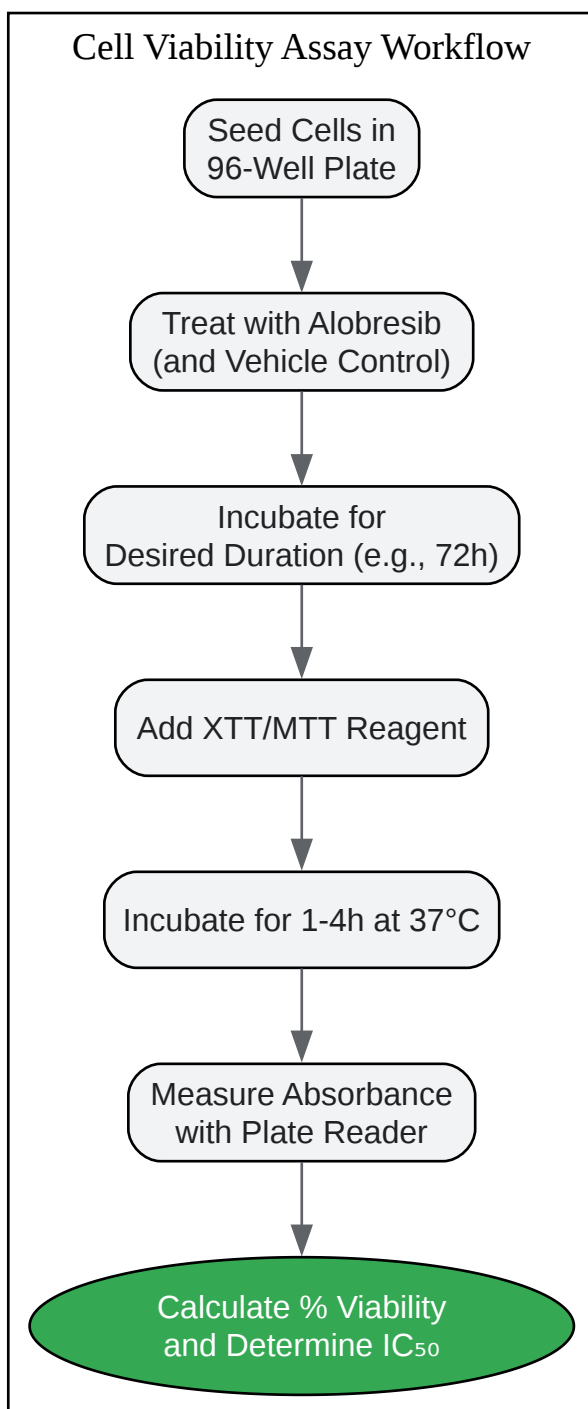 Cell Viability Assay Workflow
Seed Cells in
96-Well Plate
Treat with Alobresib
(and Vehicle Control)
Incubate for
Desired Duration (e.g., 72h)
Add XTT/MTT Reagent
Incubate for 1-4h at 37°C
Measure Absorbance
with Plate Reader
Calculate % Viability
and Determine IC₅₀